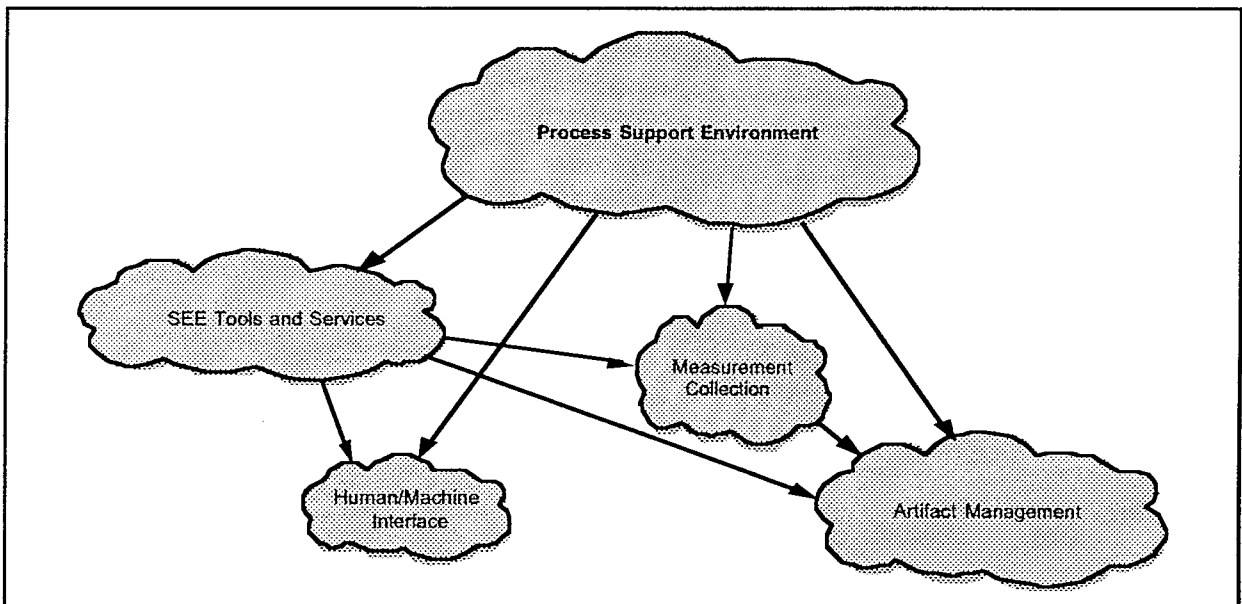 Process Support Environment
SEE Tools and Services
Measurement
Collection
Human/Machine
Interface
Artifact Management